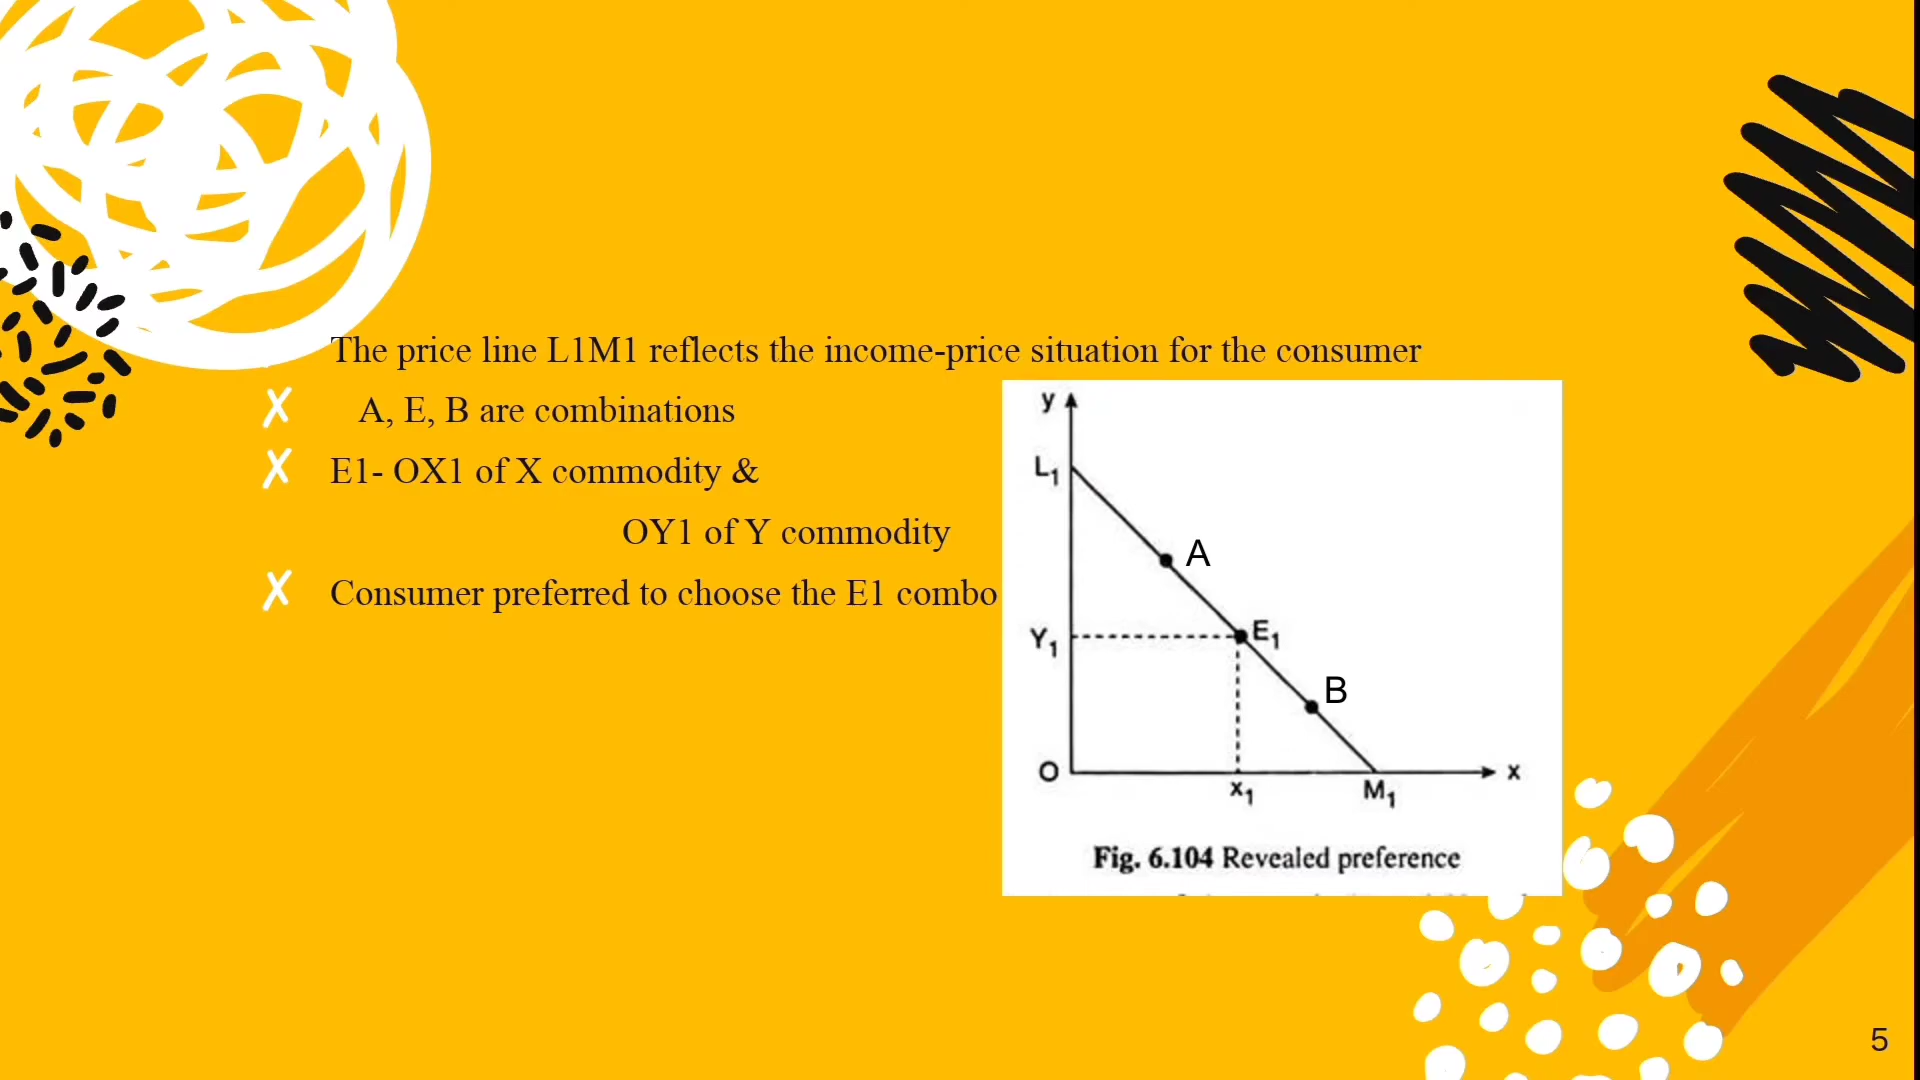 The price line L1M1 reflects the income-price situation for the consumer
✗ A, E, B are combinations
✗ E1- OX1 of X commodity &
OY1 of Y commodity
✗ Consumer preferred to choose the E1 combo
y
L₁
A
Y₁
E₁
B
O
x
x₁
M₁
Fig. 6.104 Revealed preference
5